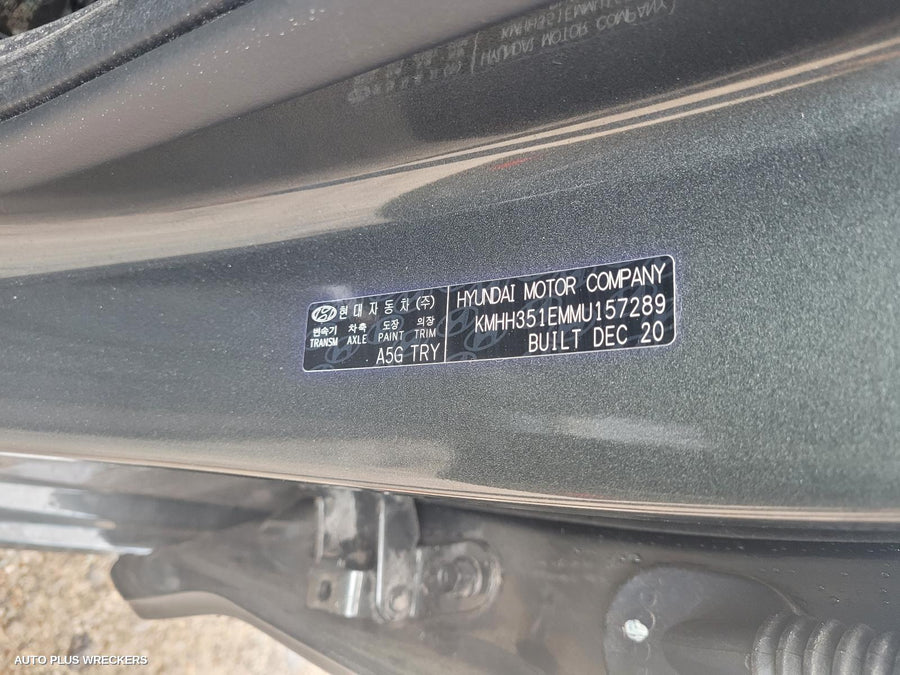 현대자동차(주)
변속기 차축 도장 의장
TRANSM AXLE PAINT TRIM
A5G TRY
HYUNDAI MOTOR COMPANY
KMHH351EMMU157289
BUILT DEC 20
AUTO PLUS WRECKERS